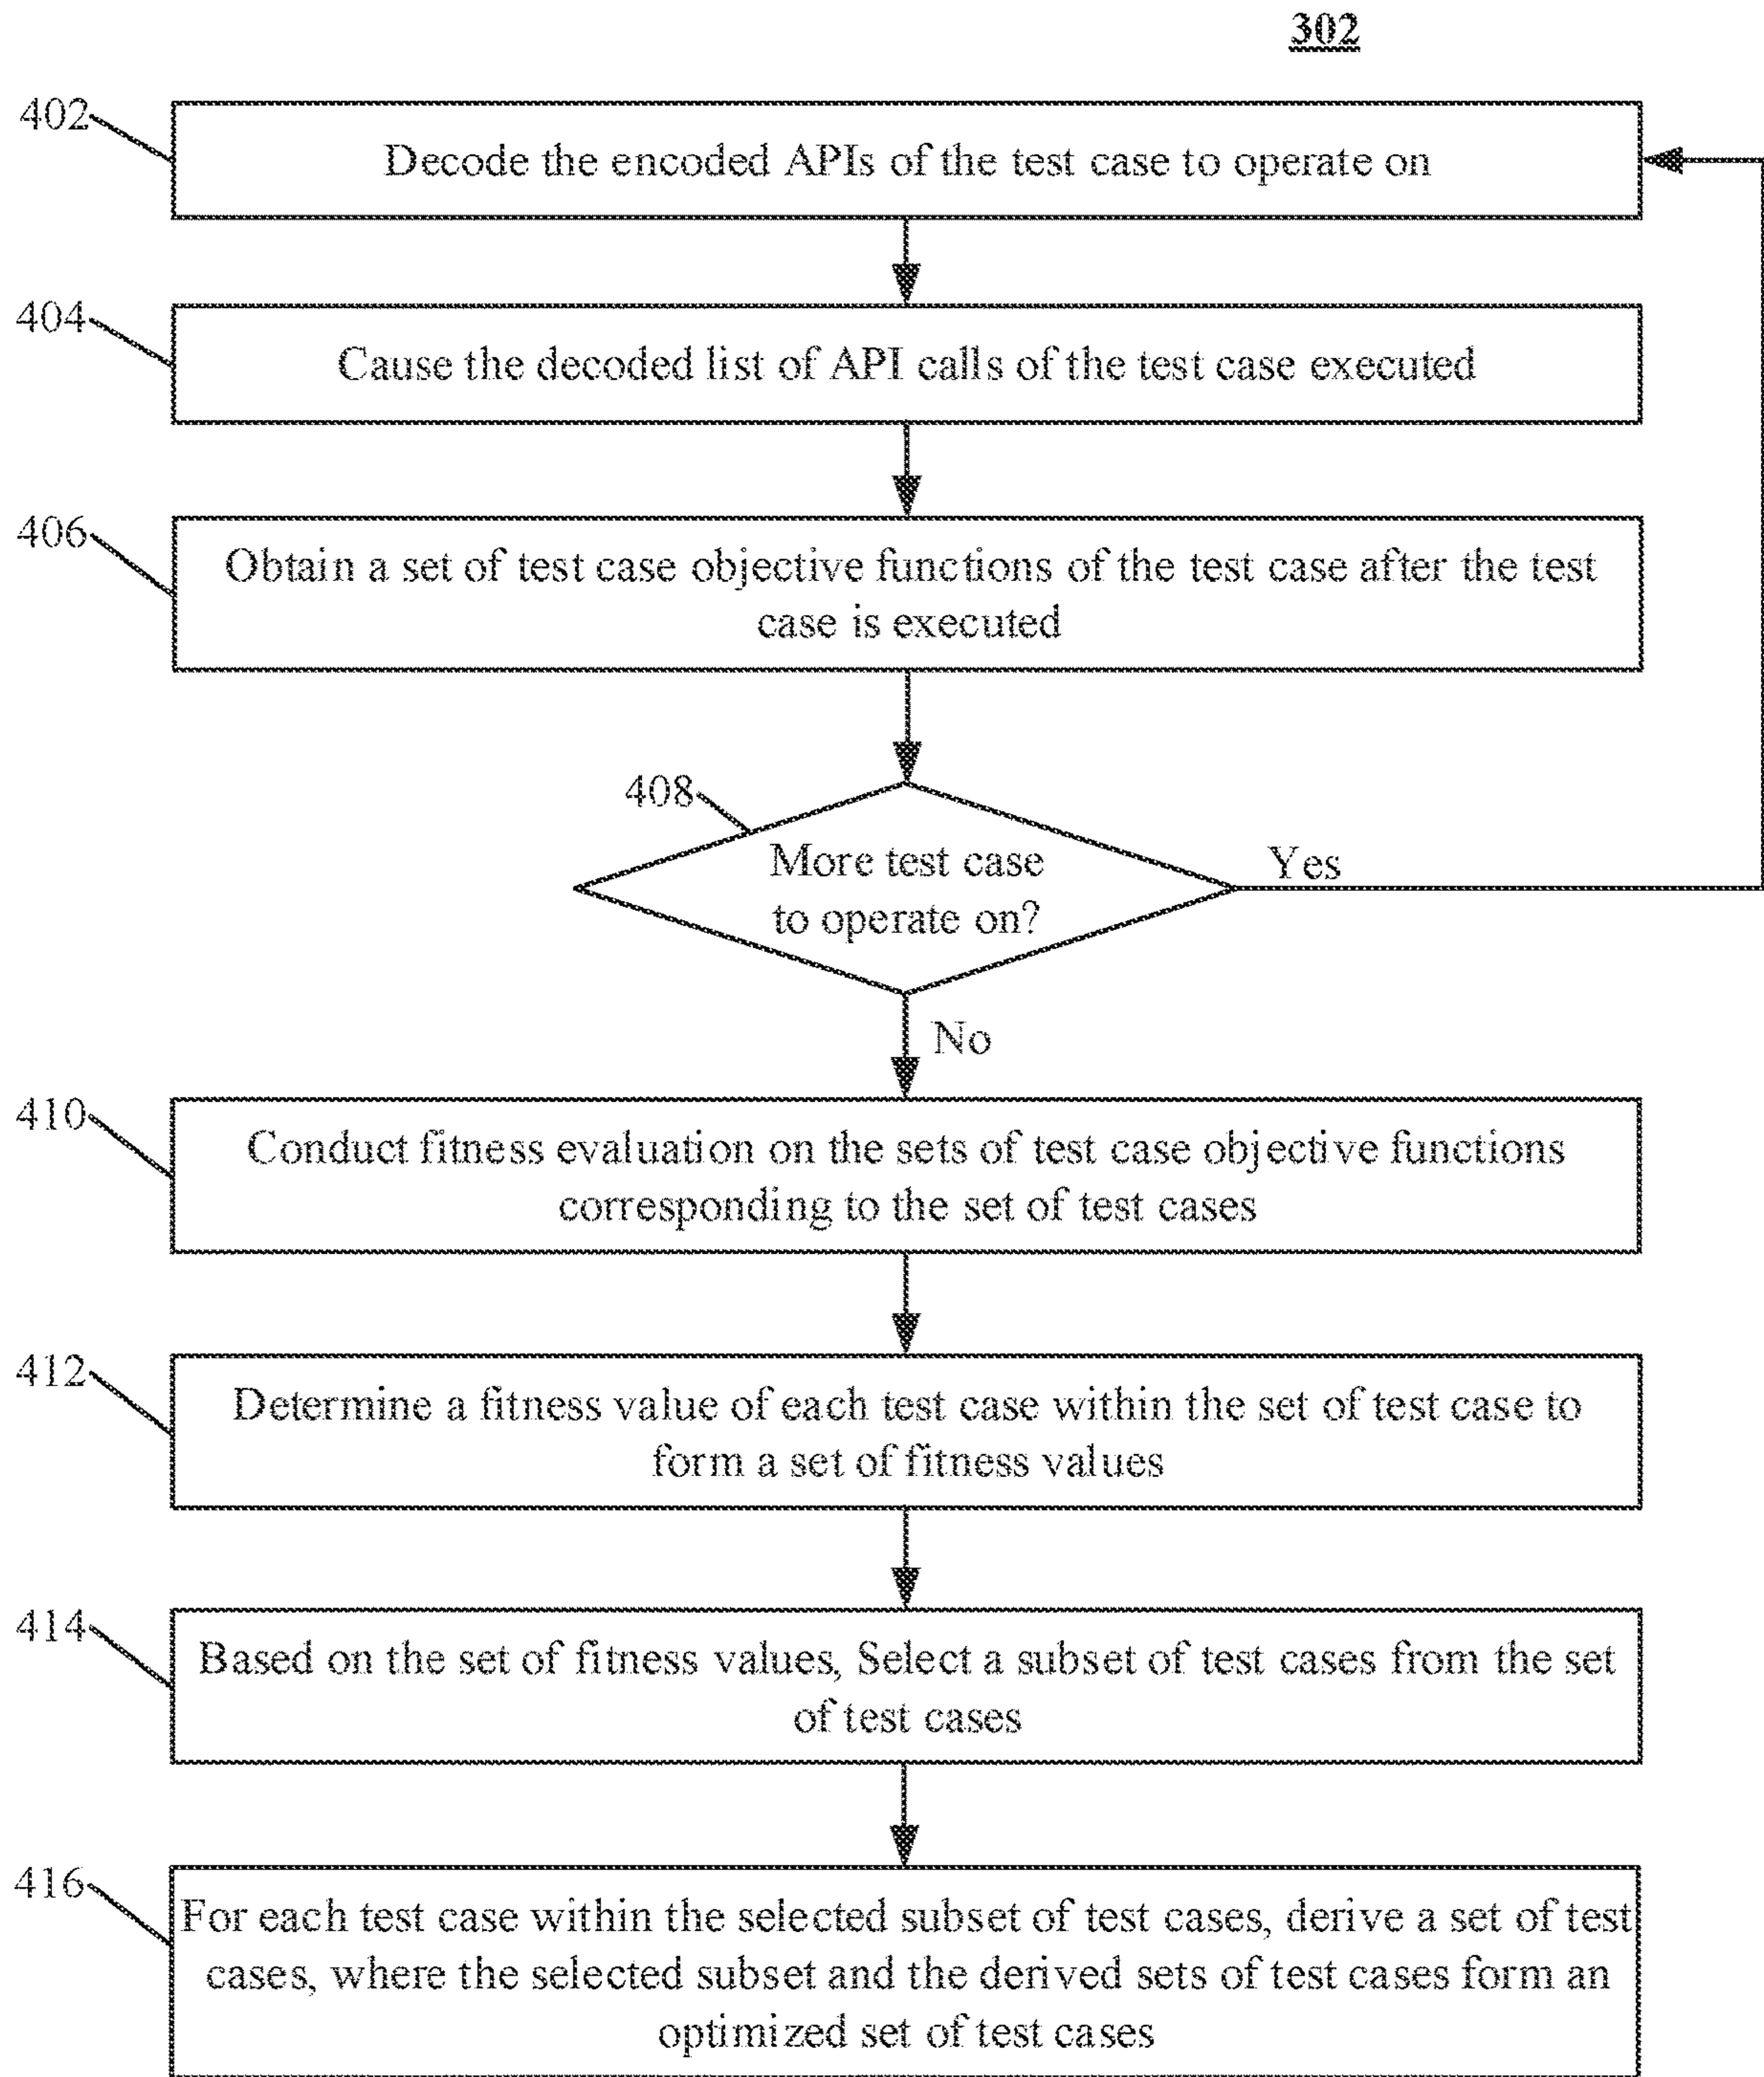 302
402
Decode the encoded APIs of the test case to operate on
404
Cause the decoded list of API calls of the test case executed
406
Obtain a set of test case objective functions of the test case after the test
case is executed
408
More test case
to operate on?
Yes
No
410
Conduct fitness evaluation on the sets of test case objective functions
corresponding to the set of test cases
412
Determine a fitness value of each test case within the set of test case to
form a set of fitness values
414
Based on the set of fitness values, Select a subset of test cases from the set
of test cases
416
For each test case within the selected subset of test cases, derive a set of test
cases, where the selected subset and the derived sets of test cases form an
optimized set of test cases